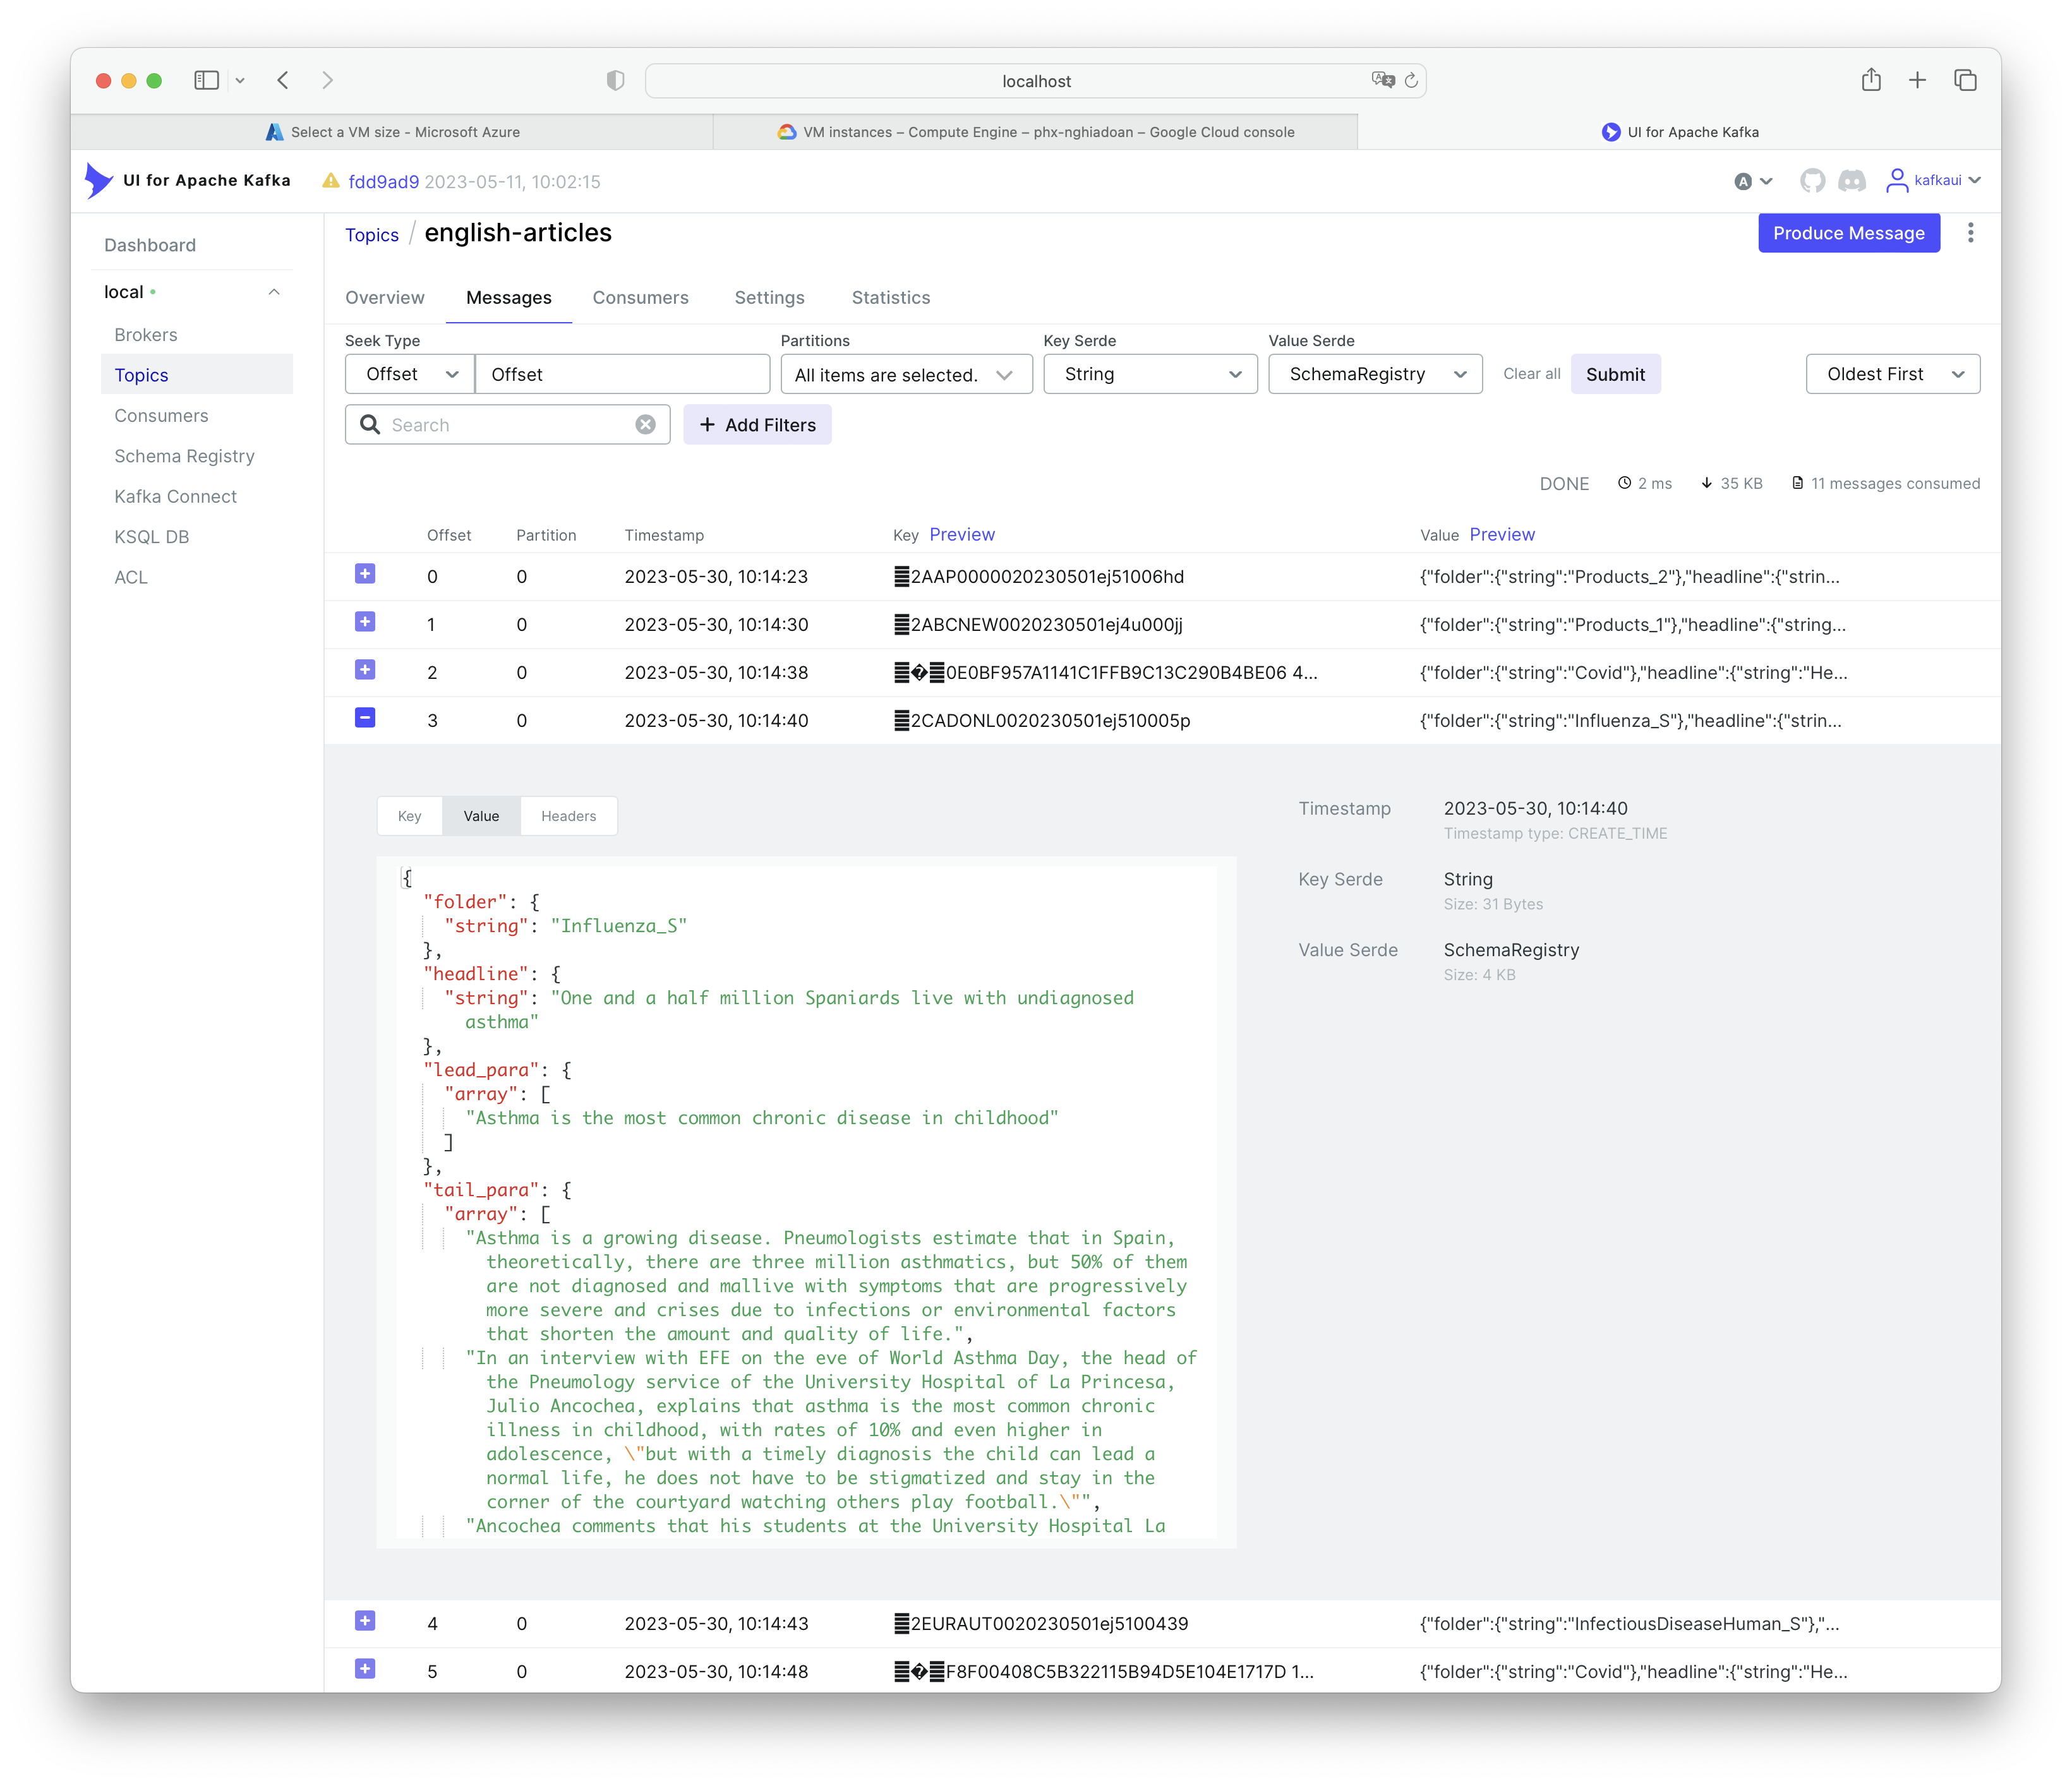 localhost
Select a VM size - Microsoft Azure
VM instances – Compute Engine – phx-nghiadoan – Google Cloud console
UI for Apache Kafka
UI for Apache Kafka
fdd9ad9 2023-05-11, 10:02:15
A
kafkaui
Dashboard
local
Brokers
Topics
Consumers
Schema Registry
Kafka Connect
KSQL DB
ACL
Topics / english-articles
Produce Message
Overview Messages Consumers Settings Statistics
Seek Type Partitions Key Serde Value Serde
Offset Offset All items are selected. String SchemaRegistry Clear all Submit Oldest First
Search + Add Filters
DONE 2 ms 35 KB 11 messages consumed
Offset Partition Timestamp Key Preview Value Preview
0 0 2023-05-30, 10:14:23 2AAP0000020230501ej51006hd {"folder":{"string":"Products_2"},"headline":{"strin...
1 0 2023-05-30, 10:14:30 2ABCNEW0020230501ej4u000jj {"folder":{"string":"Products_1"},"headline":{"string...
2 0 2023-05-30, 10:14:38 �0E0BF957A1141C1FFB9C13C290B4BE06 4... {"folder":{"string":"Covid"},"headline":{"string":"He...
3 0 2023-05-30, 10:14:40 2CADONL0020230501ej510005p {"folder":{"string":"Influenza_S"},"headline":{"strin...
Key Value Headers
{
"folder": {
"string": "Influenza_S"
},
"headline": {
"string": "One and a half million Spaniards live with undiagnosed
asthma"
},
"lead_para": {
"array": [
"Asthma is the most common chronic disease in childhood"
]
},
"tail_para": {
"array": [
"Asthma is a growing disease. Pneumologists estimate that in Spain,
theoretically, there are three million asthmatics, but 50% of them
are not diagnosed and mallive with symptoms that are progressively
more severe and crises due to infections or environmental factors
that shorten the amount and quality of life.",
"In an interview with EFE on the eve of World Asthma Day, the head of
the Pneumology service of the University Hospital of La Princesa,
Julio Ancochea, explains that asthma is the most common chronic
illness in childhood, with rates of 10% and even higher in
adolescence, \"but with a timely diagnosis the child can lead a
normal life, he does not have to be stigmatized and stay in the
corner of the courtyard watching others play football.\"",
"Ancochea comments that his students at the University Hospital La
Timestamp 2023-05-30, 10:14:40
Timestamp type: CREATE_TIME
Key Serde String
Size: 31 Bytes
Value Serde SchemaRegistry
Size: 4 KB
4 0 2023-05-30, 10:14:43 2EURAUT0020230501ej5100439 {"folder":{"string":"InfectiousDiseaseHuman_S"},"...
5 0 2023-05-30, 10:14:48 �F8F00408C5B322115B94D5E104E1717D 1... {"folder":{"string":"Covid"},"headline":{"string":"He...